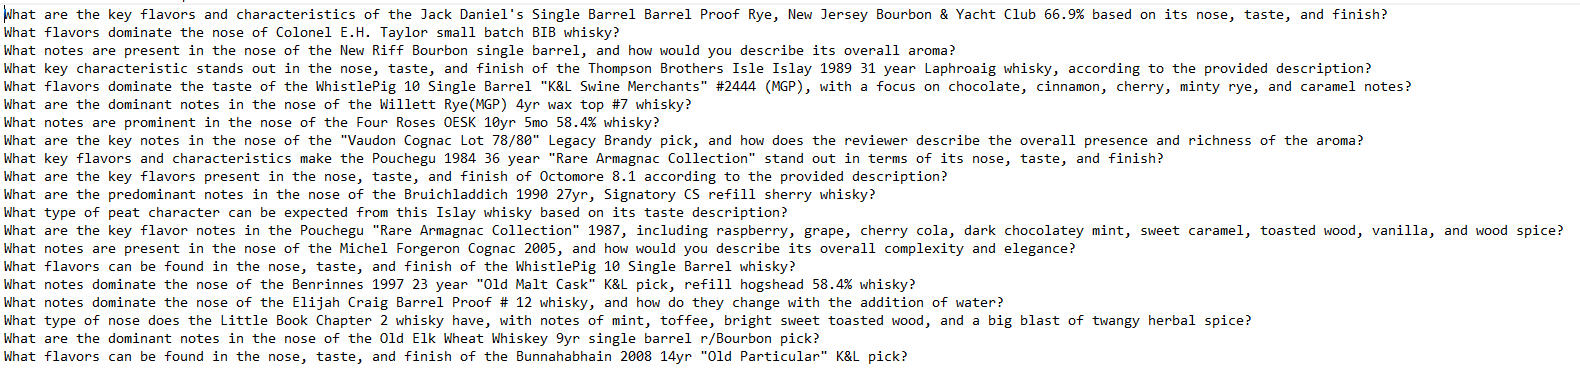 What are the key flavors and characteristics of the Jack Daniel's Single Barrel Barrel Proof Rye, New Jersey Bourbon & Yacht Club 66.9% based on its nose, taste, and finish?
What flavors dominate the nose of Colonel E.H. Taylor small batch BIB whisky?
What notes are present in the nose of the New Riff Bourbon single barrel, and how would you describe its overall aroma?
What key characteristic stands out in the nose, taste, and finish of the Thompson Brothers Isle Islay 1989 31 year Laphroaig whisky, according to the provided description?
What flavors dominate the taste of the WhistlePig 10 Single Barrel "K&L Swine Merchants" #2444 (MGP), with a focus on chocolate, cinnamon, cherry, minty rye, and caramel notes?
What are the dominant notes in the nose of the Willett Rye(MGP) 4yr wax top #7 whisky?
What notes are prominent in the nose of the Four Roses OESK 10yr 5mo 58.4% whisky?
What are the key notes in the nose of the "Vaudon Cognac Lot 78/80" Legacy Brandy pick, and how does the reviewer describe the overall presence and richness of the aroma?
What key flavors and characteristics make the Pouchegu 1984 36 year "Rare Armagnac Collection" stand out in terms of its nose, taste, and finish?
What are the key flavors present in the nose, taste, and finish of Octomore 8.1 according to the provided description?
What are the predominant notes in the nose of the Bruichladdich 1990 27yr, Signatory CS refill sherry whisky?
What type of peat character can be expected from this Islay whisky based on its taste description?
What are the key flavor notes in the Pouchegu "Rare Armagnac Collection" 1987, including raspberry, grape, cherry cola, dark chocolatey mint, sweet caramel, toasted wood, vanilla, and wood spice?
What notes are present in the nose of the Michel Forgeron Cognac 2005, and how would you describe its overall complexity and elegance?
What flavors can be found in the nose, taste, and finish of the WhistlePig 10 Single Barrel whisky?
What notes dominate the nose of the Benrinnes 1997 23 year "Old Malt Cask" K&L pick, refill hogshead 58.4% whisky?
What notes dominate the nose of the Elijah Craig Barrel Proof # 12 whisky, and how do they change with the addition of water?
What type of nose does the Little Book Chapter 2 whisky have, with notes of mint, toffee, bright sweet toasted wood, and a big blast of twangy herbal spice?
What are the dominant notes in the nose of the Old Elk Wheat Whiskey 9yr single barrel r/Bourbon pick?
What flavors can be found in the nose, taste, and finish of the Bunnahabhain 2008 14yr "Old Particular" K&L pick?